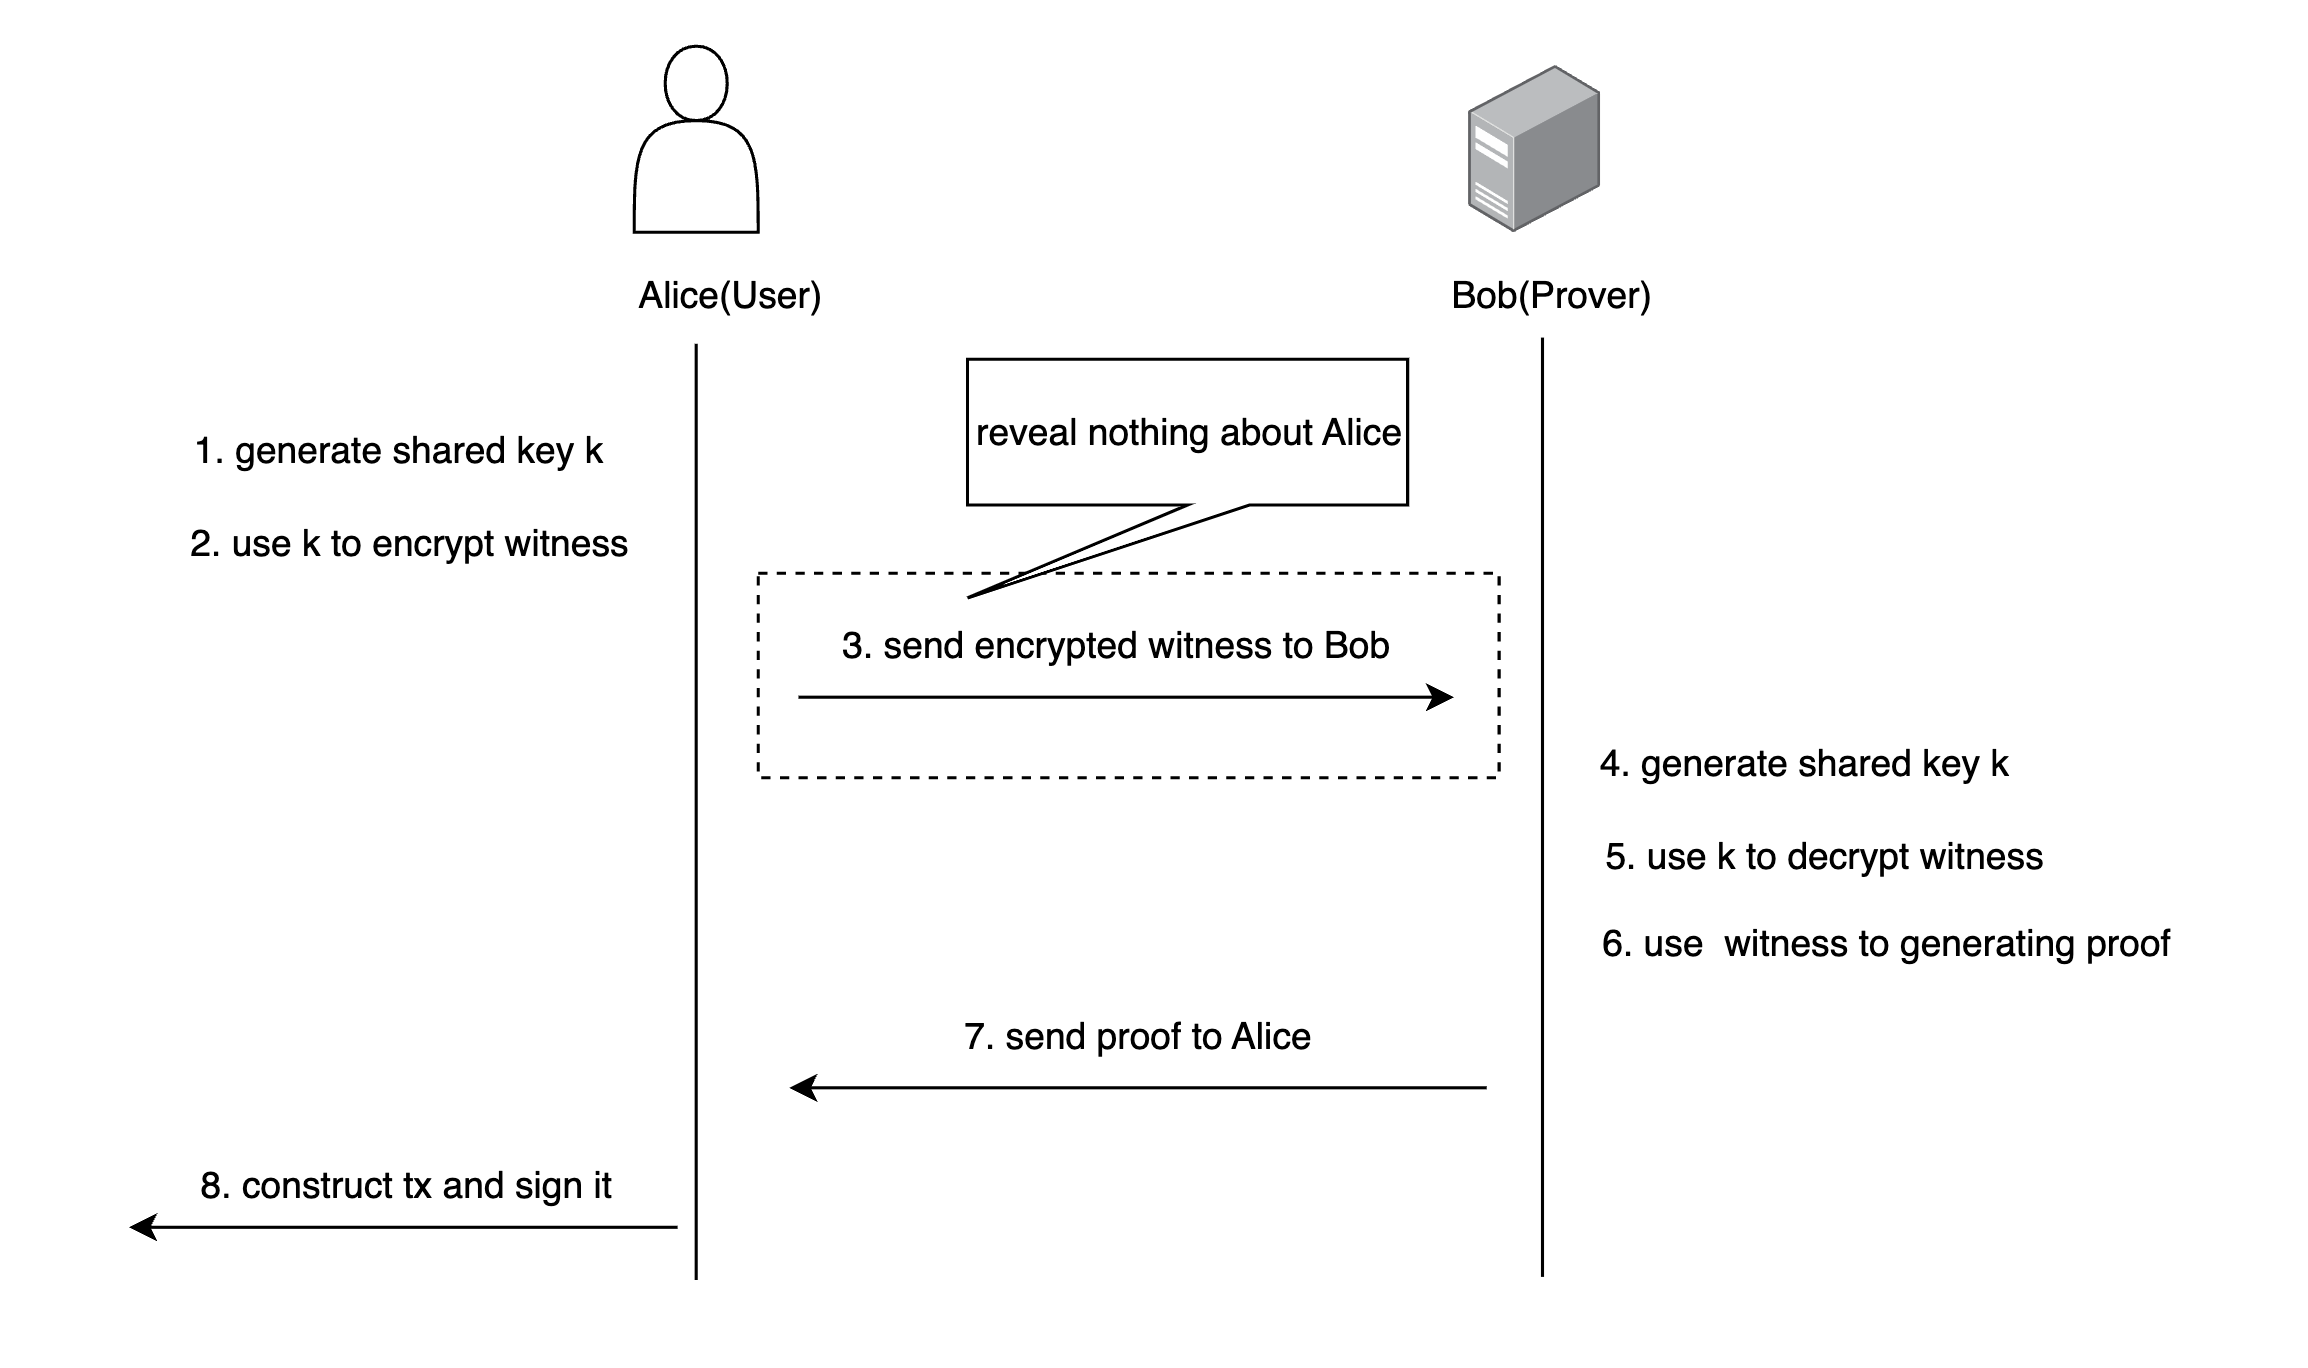 Alice(User)
Bob(Prover)
reveal nothing about Alice
1. generate shared key k
2. use k to encrypt witness
3. send encrypted witness to Bob
4. generate shared key k
5. use k to decrypt witness
6. use  witness to generating proof
7. send proof to Alice
8. construct tx and sign it